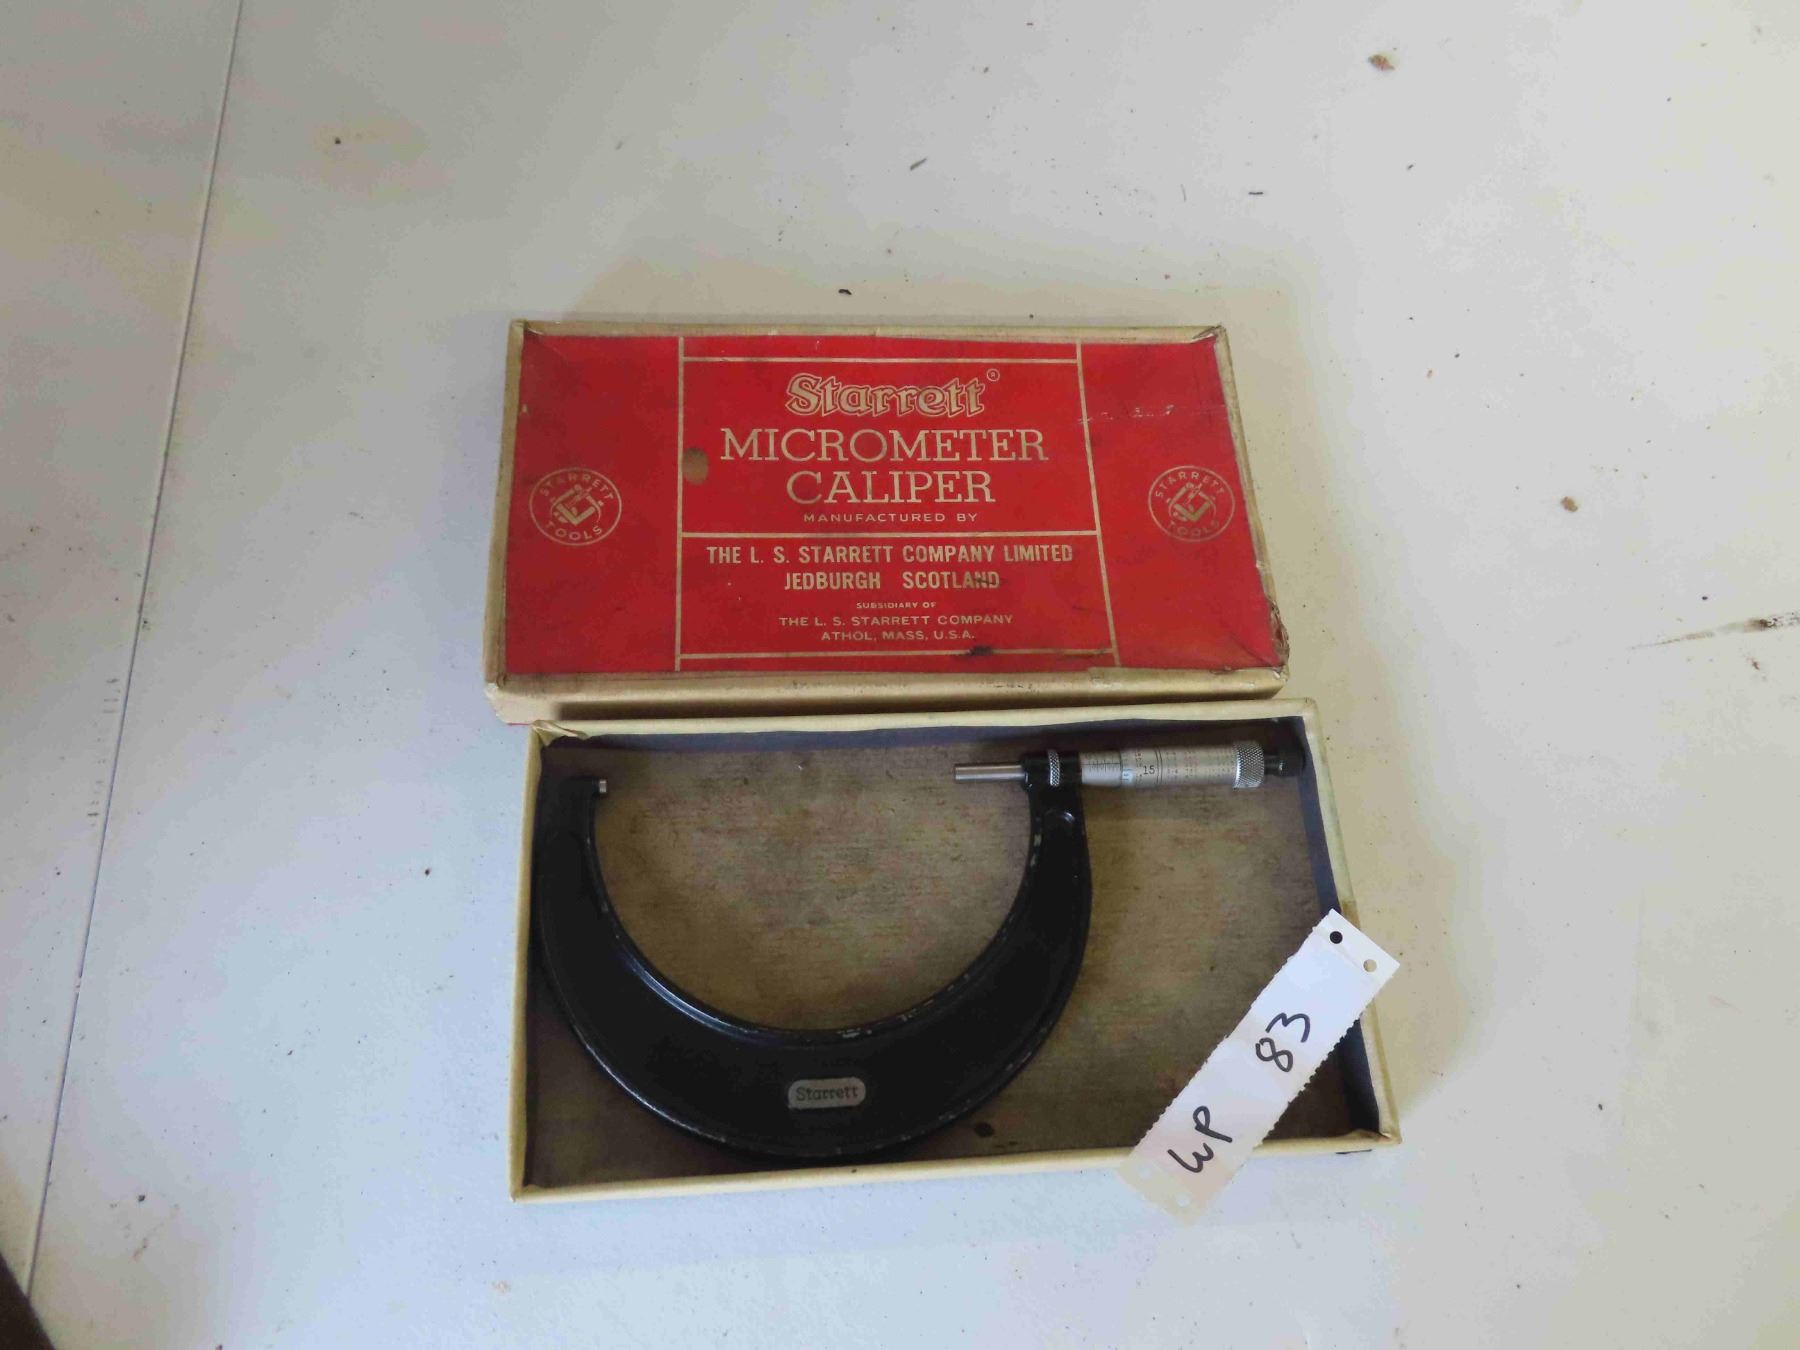 Starrett®
MICROMETER
CALIPER
MANUFACTURED BY
THE L. S. STARRETT COMPANY LIMITED
JEDBURGH SCOTLAND
SUBSIDIARY OF
THE L. S. STARRETT COMPANY
ATHOL, MASS, U.S.A.
STARRETT
TOOLS
STARRETT
TOOLS
15
Starrett
WP 83